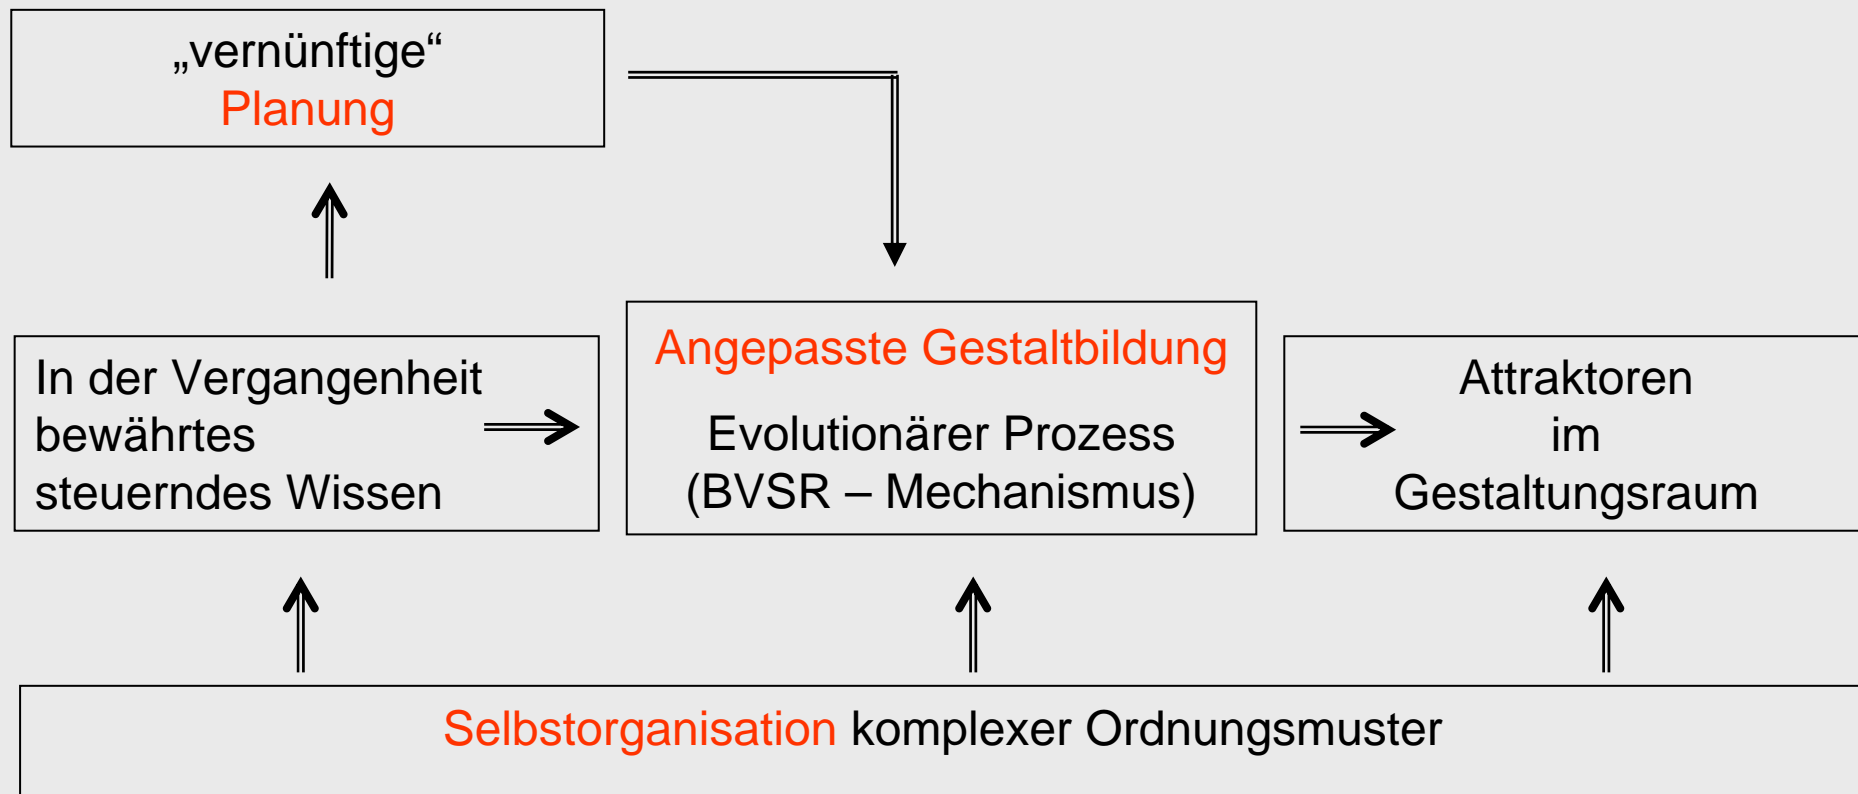 „vernünftige“
Planung
In der Vergangenheit
bewährtes
steuerndes Wissen
Angepasste Gestaltbildung
Evolutionärer Prozess
(BVSR – Mechanismus)
Attraktoren
im
Gestaltungsraum
Selbstorganisation komplexer Ordnungsmuster